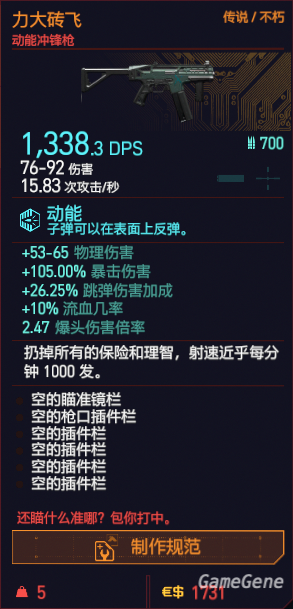 力大砖飞
传说 / 不朽
动能冲锋枪
1,338.3 DPS
700
76-92 伤害
15.83 次攻击/秒
动能
子弹可以在表面上反弹。
+53-65 物理伤害
+105.00% 暴击伤害
+26.25% 跳弹伤害加成
+10% 流血几率
2.47 爆头伤害倍率
扔掉所有的保险和理智，射速近乎每分
钟 1000 发。
空的瞄准镜栏
空的枪口插件栏
空的插件栏
空的插件栏
空的插件栏
空的插件栏
还瞄什么准哪？包你打中。
制作规范
5
€$ 1731
GameGene